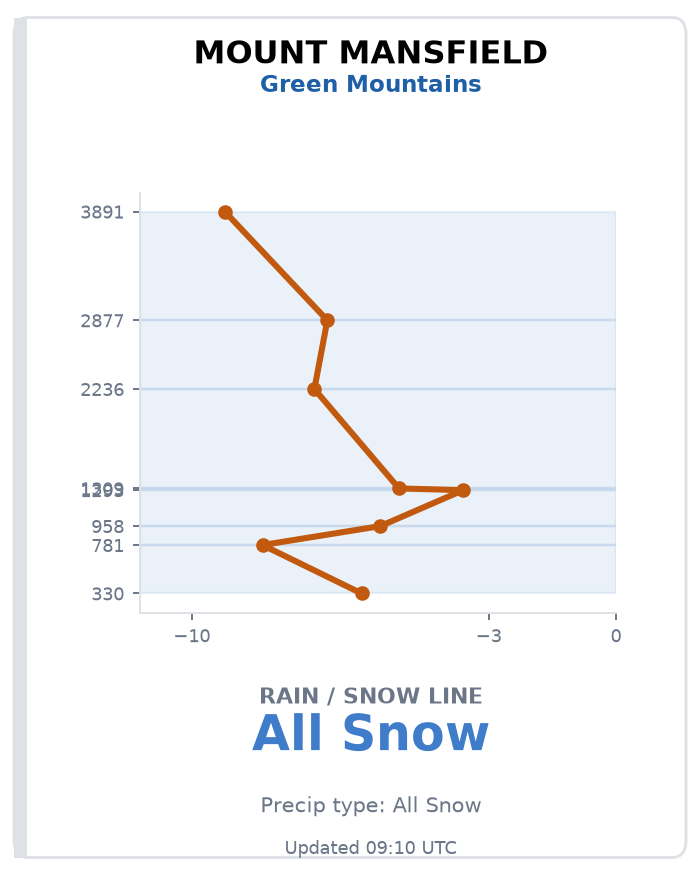 MOUNT MANSFIELD
Green Mountains
3891
2877
2236
958
781
330
−10
−3
0
RAIN / SNOW LINE
All Snow
Precip type: All Snow
Updated 09:10 UTC